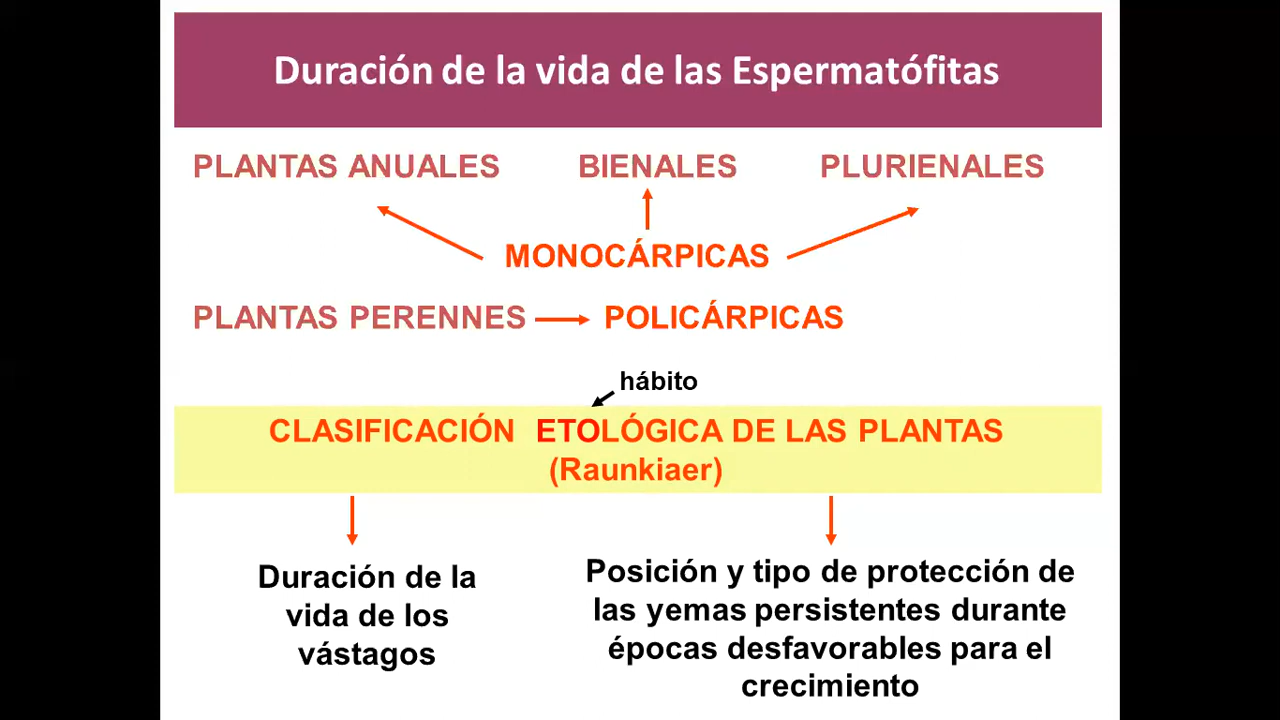 Duración de la vida de las Espermatófitas
PLANTAS ANUALES BIENALES PLURIENALES
MONOCÁRPICAS
PLANTAS PERENNES POLICÁRPICAS
hábito
CLASIFICACIÓN ETOLÓGICA DE LAS PLANTAS
(Raunkiaer)
Duración de la
vida de los
vástagos
Posición y tipo de protección de
las yemas persistentes durante
épocas desfavorables para el
crecimiento